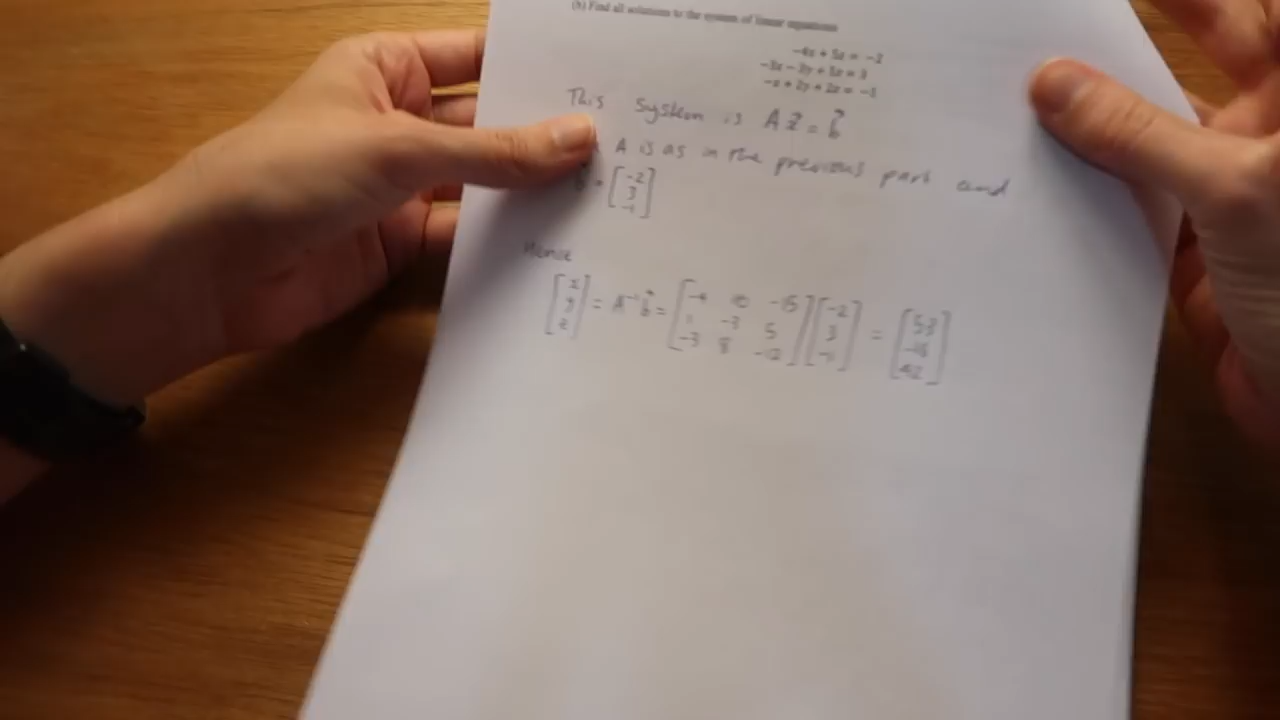 (b) Find all solutions to the system of linear equations
-4x + 5z = -2
-3x - 3y + 5z = 3
-x + 2y + 2z = -1
This system is A x⃗ = b⃗
A is as in the previous part and
b⃗ = [-2 3 -1]
Hence
[x y z] = A⁻¹b⃗ = [-4 10 -15 1 -3 5 -3 8 -12] [-2 3 -1] = [53 -16 42]